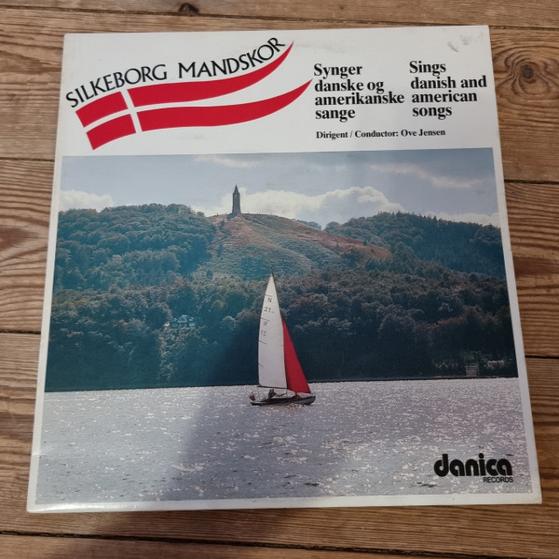 SILKEBORG MANDSKOR
Synger
danske og
amerikanske
sange
Sings
danish and
american
songs
Dirigent / Conductor: Ove Jensen
N
danica
RECORDS